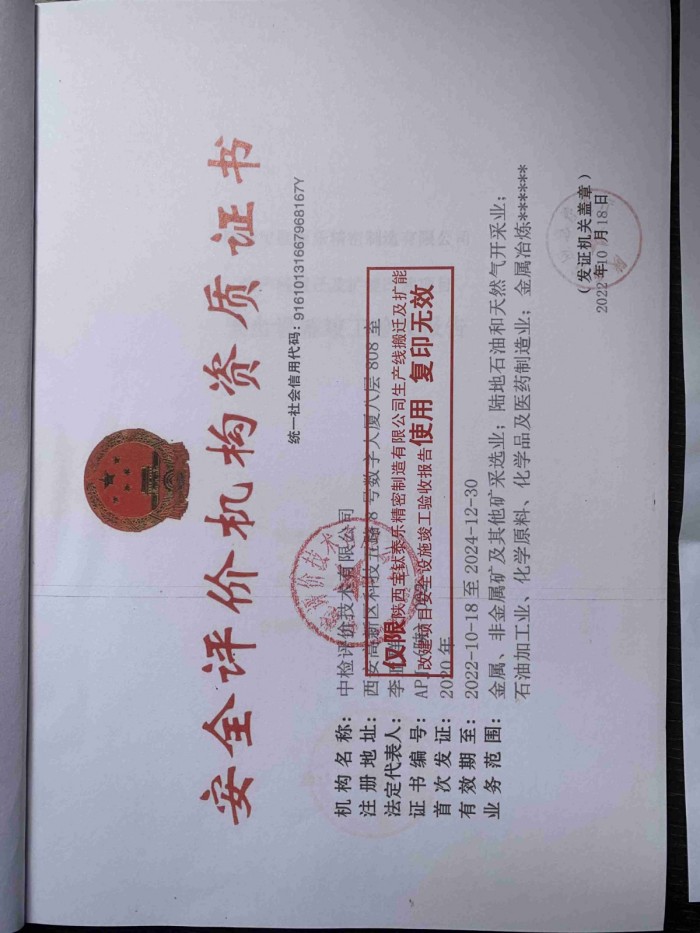 安全评价机构资质证书
统一社会信用代码：91610131667968167Y
机构名称：中检评价技术有限公司
注册地址：西安高新区科技五路8号数字大厦八层808至
法定代表人：李
证书编号：APJ
首次发证：2020年
有效期至：2022-10-18至2024-12-30
业务范围：金属、非金属矿及其他矿采选业；陆地石油和天然气开采业；
石油加工业、化学原料、化学品及医药制造业；金属冶炼******
仅限陕西宝钛泰乐精密制造有限公司生产线搬迁及扩能
改建项目安全设施竣工验收报告使用 复印无效
（发证机关盖章）
2022年10月18日